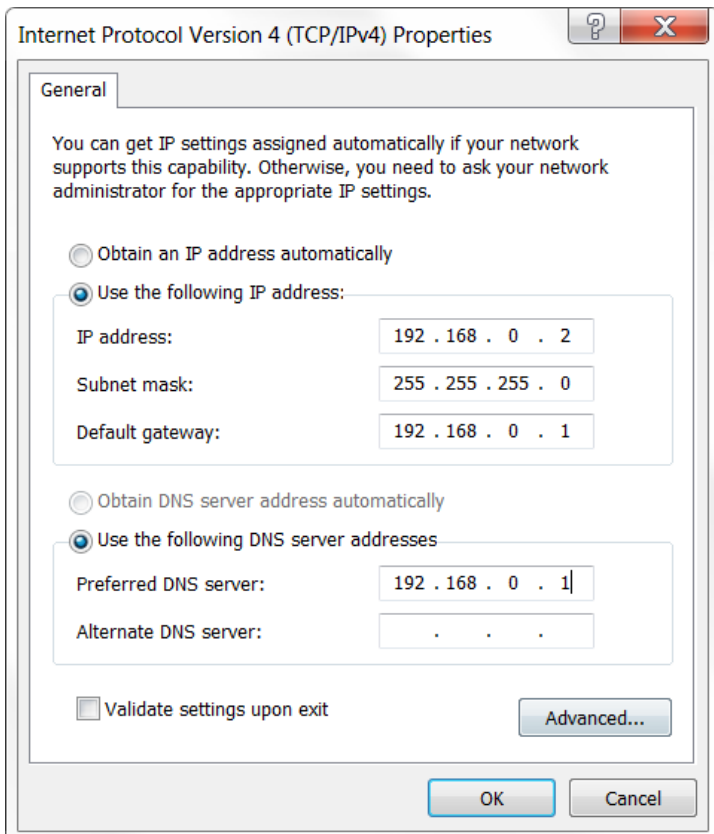 Internet Protocol Version 4 (TCP/IPv4) Properties
?
X
General
You can get IP settings assigned automatically if your network
supports this capability. Otherwise, you need to ask your network
administrator for the appropriate IP settings.
Obtain an IP address automatically
Use the following IP address:
IP address: 192 . 168 . 0 . 2
Subnet mask: 255 . 255 . 255 . 0
Default gateway: 192 . 168 . 0 . 1
Obtain DNS server address automatically
Use the following DNS server addresses
Preferred DNS server: 192 . 168 . 0 . 1
Alternate DNS server: . . .
Validate settings upon exit
Advanced...
OK Cancel